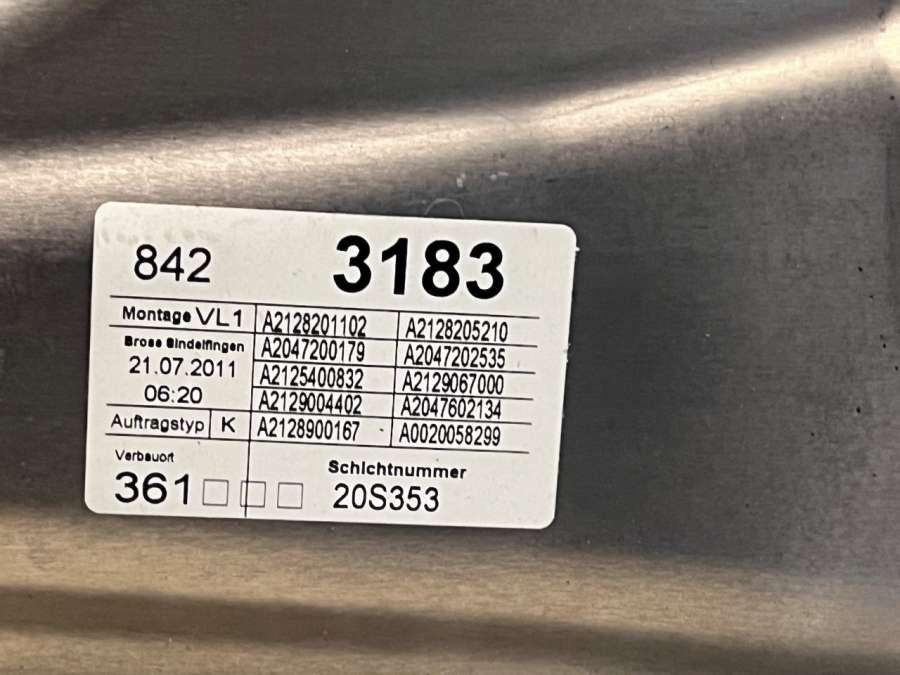 842 3183
Montage VL1 A2128201102 A2128205210
Brose Sindelfingen A2047200179 A2047202535
21.07.2011 A2125400832 A2129067000
06:20 A2129004402 A2047602134
Auftragstyp K A2128900167 A0020058299
Verbauort Schichtnummer
361 20S353